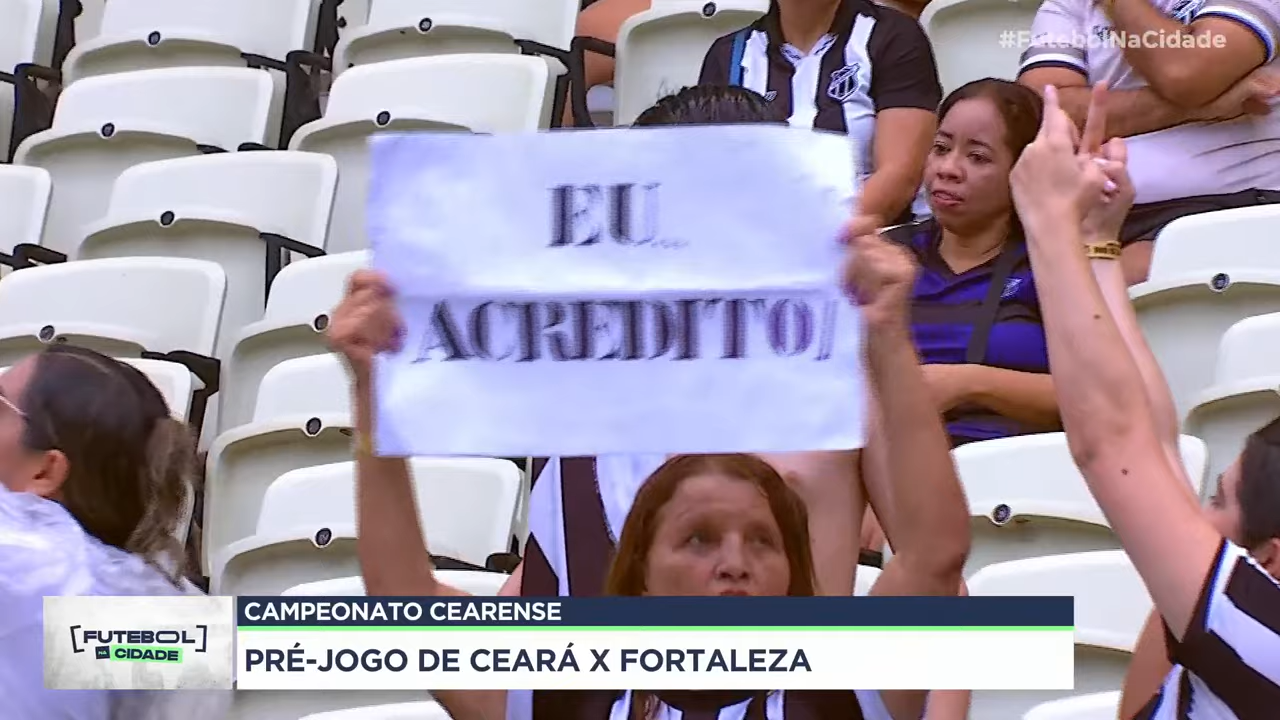 #FutebolNaCidade
EU...
ACREDITO!
[FUTEBOL]
NA CIDADE
CAMPEONATO CEARENSE
PRÉ-JOGO DE CEARÁ X FORTALEZA